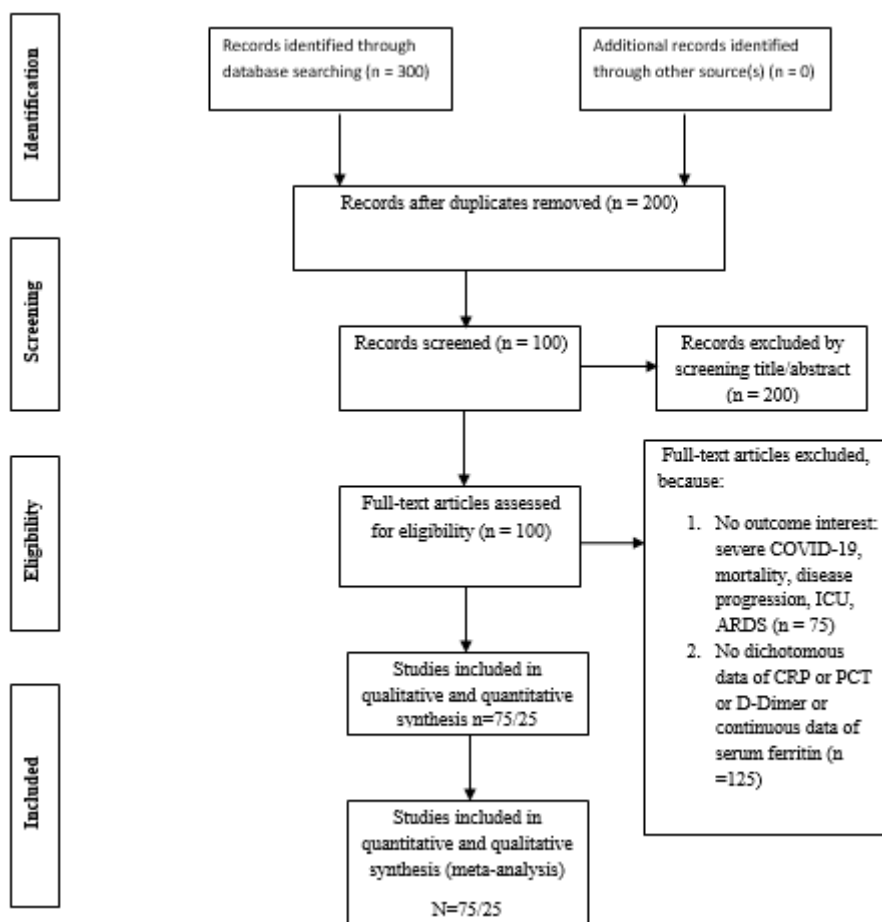 Identification
Records identified through
database searching (n = 300)
Additional records identified
through other source(s) (n = 0)
Records after duplicates removed (n = 200)
Screening
Records screened (n = 100)
Records excluded by
screening title/abstract
(n = 200)
Eligibility
Full-text articles assessed
for eligibility (n = 100)
Full-text articles excluded,
because:
1. No outcome interest:
severe COVID-19,
mortality, disease
progression, ICU,
ARDS (n = 75)
2. No dichotomous
data of CRP or PCT
or D-Dimer or
continuous data of
serum ferritin (n
=125)
Included
Studies included in
qualitative and quantitative
synthesis n=75/25
Studies included in
quantitative and qualitative
synthesis (meta-analysis)
N=75/25